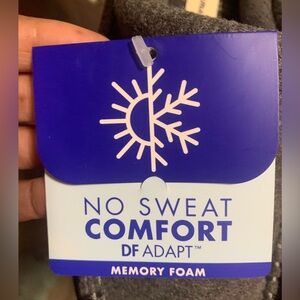 NO SWEAT
COMFORT
DF ADAPT™
MEMORY FOAM